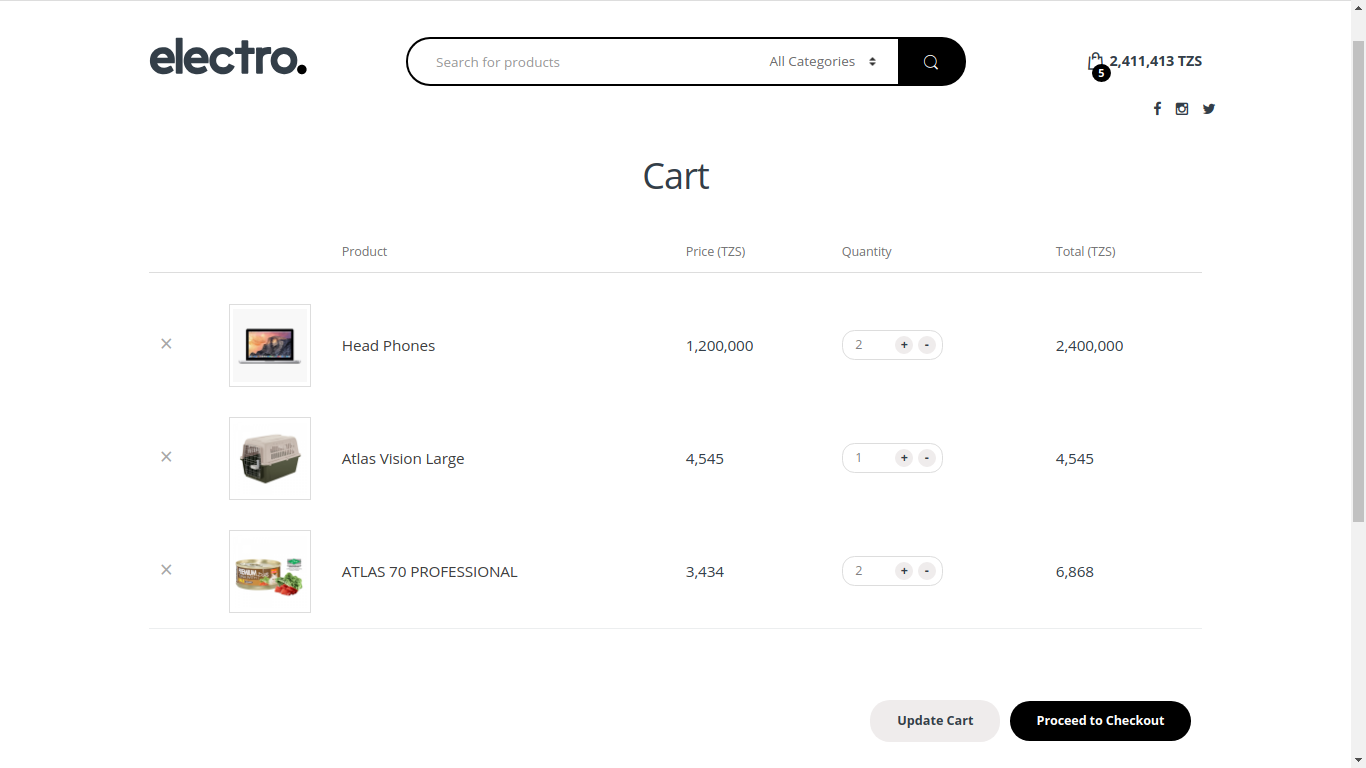 electro.
Search for products
All Categories
2,411,413 TZS
5
Cart
Product Price (TZS) Quantity Total (TZS)
× Head Phones 1,200,000 2 + - 2,400,000
× Atlas Vision Large 4,545 1 + - 4,545
PREMIUM
× ATLAS 70 PROFESSIONAL 3,434 2 + - 6,868
Update Cart Proceed to Checkout